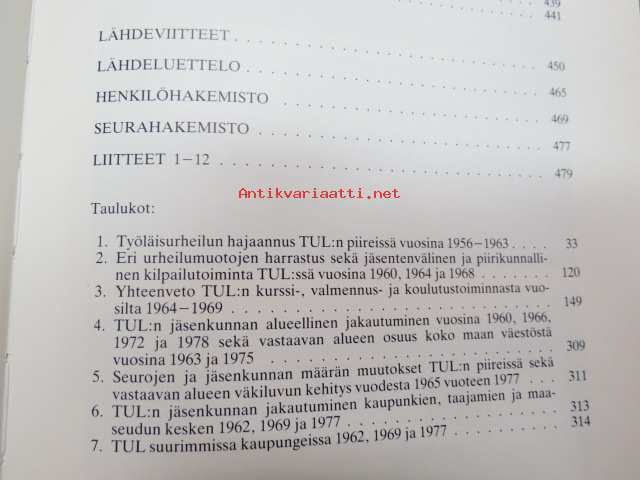 439
441
LÄHDEVIITTEET
LÄHDELUETTELO 450
HENKILÖHAKEMISTO 465
SEURAHAKEMISTO 469
LIITTEET 1–12 477
479
Antikvariaatti.net
Taulukot:
1. Työläisurheilun hajaannus TUL:n piireissä vuosina 1956–1963 33
2. Eri urheilumuotojen harrastus sekä jäsentenvälinen ja piirikunnalli-
nen kilpailutoiminta TUL:ssä vuosina 1960, 1964 ja 1968 120
3. Yhteenveto TUL:n kurssi-, valmennus- ja koulutustoiminnasta vuo-
silta 1964–1969 149
4. TUL:n jäsenkunnan alueellinen jakautuminen vuosina 1960, 1966,
1972 ja 1978 sekä vastaavan alueen osuus koko maan väestöstä
vuosina 1963 ja 1975 309
5. Seurojen ja jäsenkunnan määrän muutokset TUL:n piireissä sekä
vastaavan alueen väkiluvun kehitys vuodesta 1965 vuoteen 1977 311
6. TUL:n jäsenkunnan jakautuminen kaupunkien, taajamien ja maa-
seudun kesken 1962, 1969 ja 1977 313
7. TUL suurimmissa kaupungeissa 1962, 1969 ja 1977 314